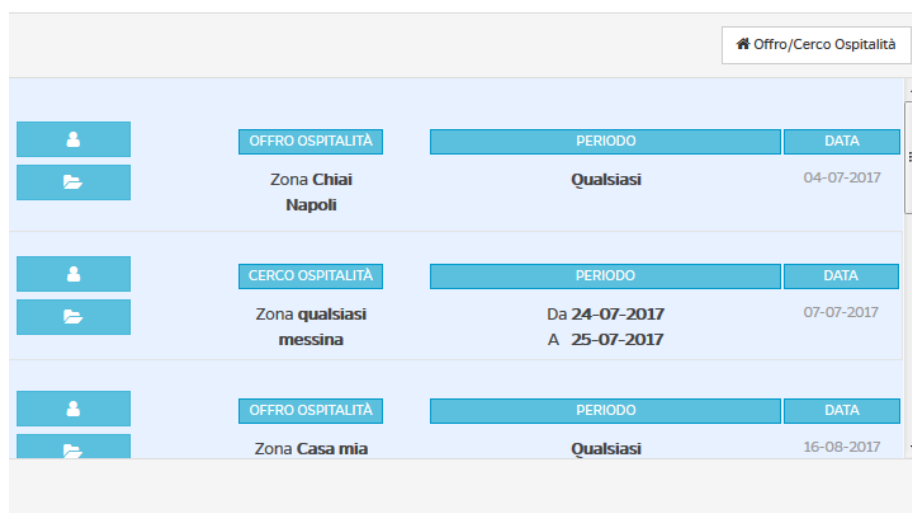 Offro/Cerco Ospitalità
OFFRO OSPITALITÀ PERIODO DATA
Zona Chiai Qualsiasi 04-07-2017
Napoli
CERCO OSPITALITÀ PERIODO DATA
Zona qualsiasi Da 24-07-2017 07-07-2017
messina A 25-07-2017
OFFRO OSPITALITÀ PERIODO DATA
Zona Casa mia Qualsiasi 16-08-2017